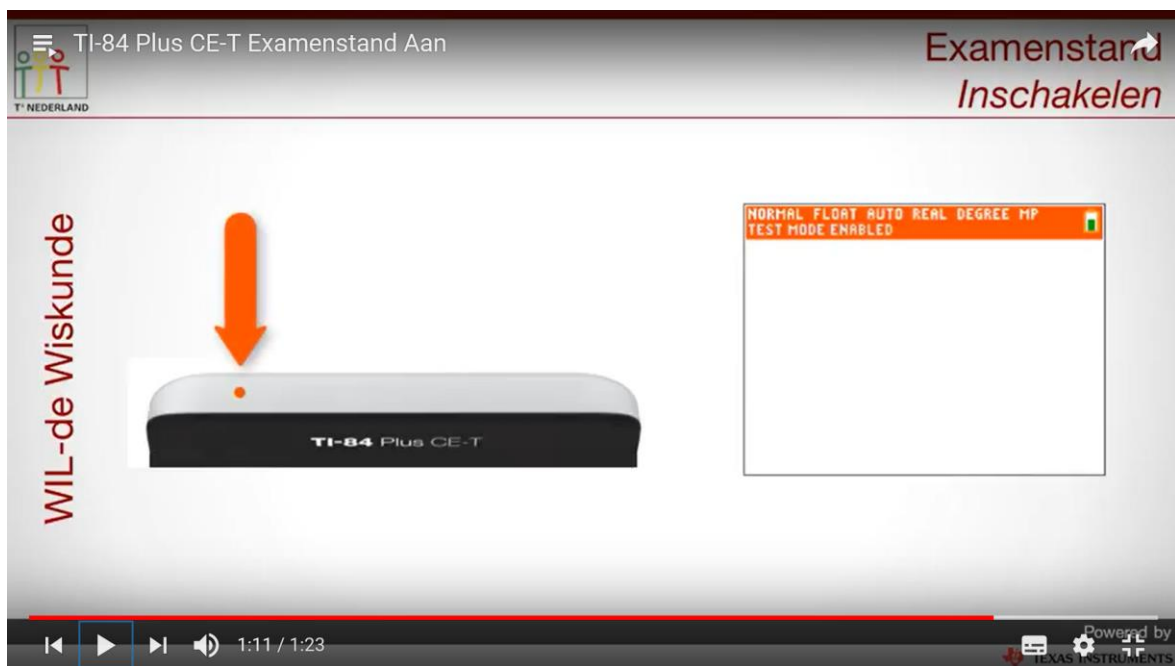 TI-84 Plus CE-T Examenstand Aan
T³ NEDERLAND
Examenstand
Inschakelen
WIL-de Wiskunde
NORMAL FLOAT AUTO REAL DEGREE MP
TEST MODE ENABLED
TI-84 Plus CE-T
1:11 / 1:23
Powered by
TEXAS INSTRUMENTS